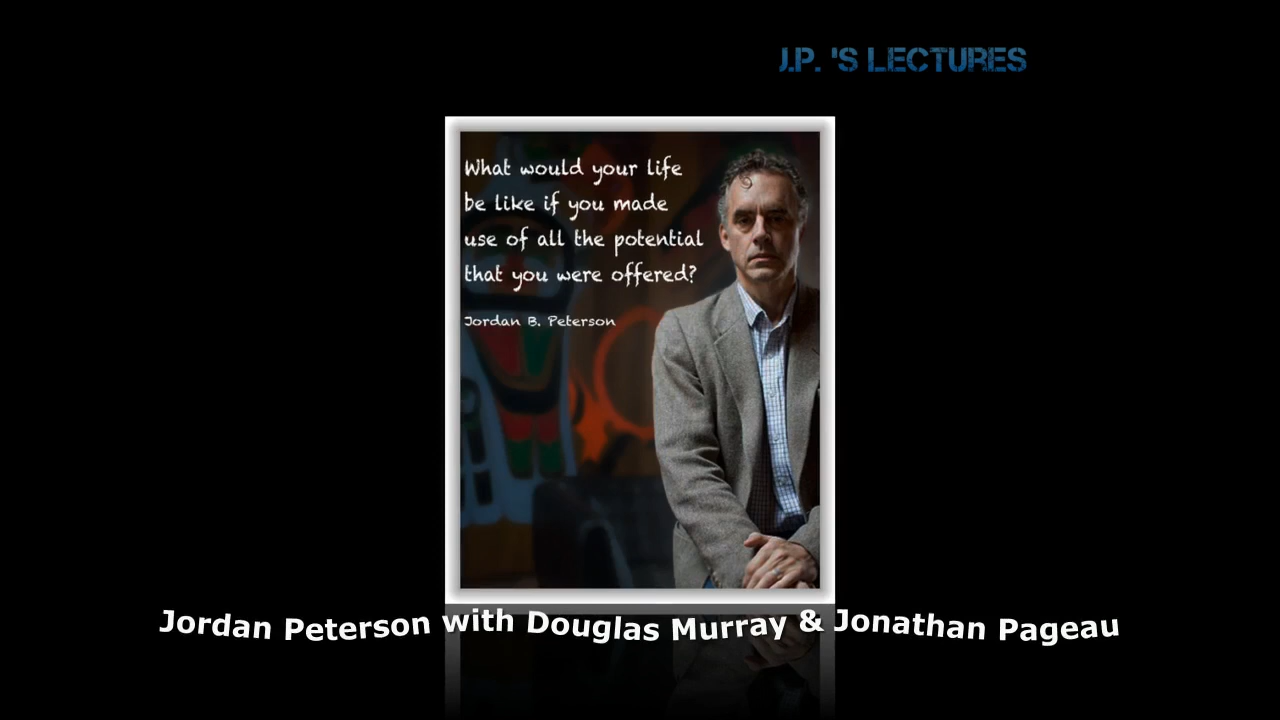 J.P. 'S LECTURES
What would your life
be like if you made
use of all the potential
that you were offered?
Jordan B. Peterson
Jordan Peterson with Douglas Murray & Jonathan Pageau